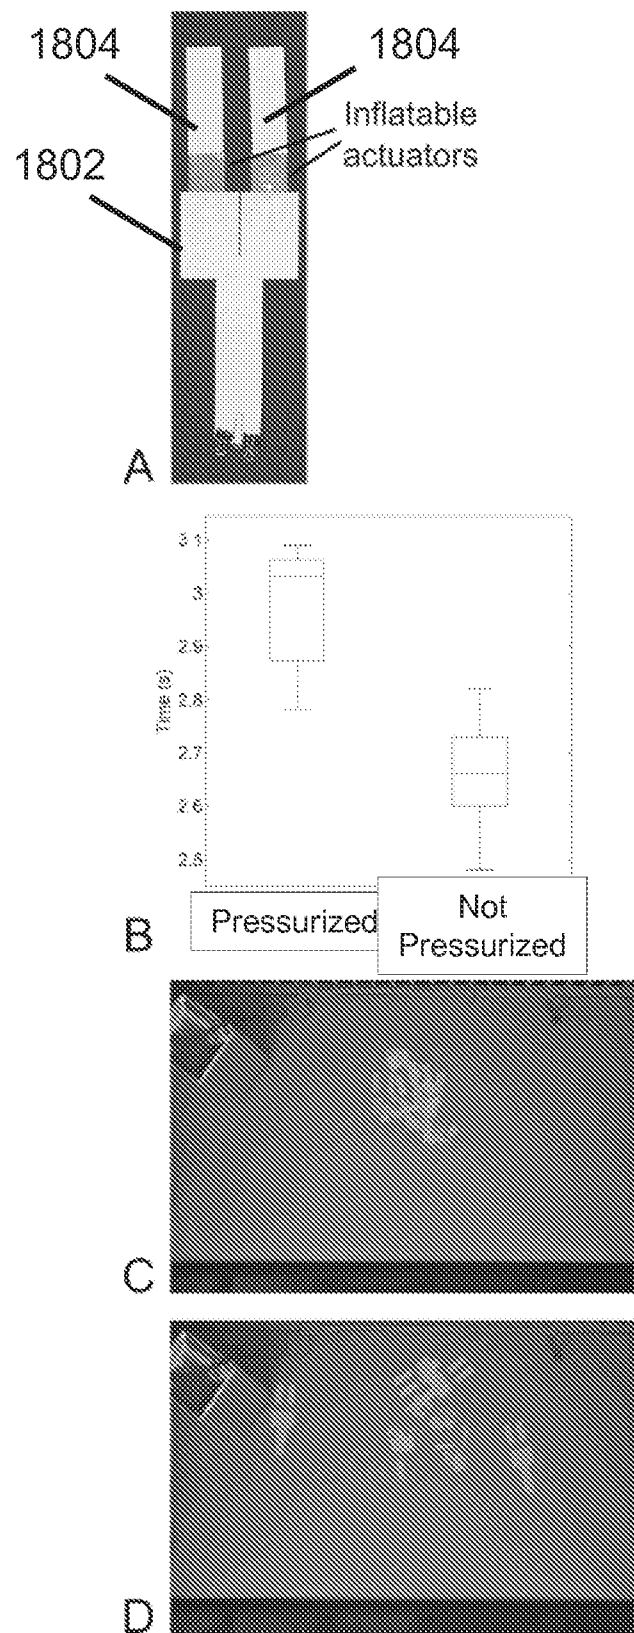 1804
1804
Inflatable
actuators
1802
A
3.1
3
2.9
2.8
2.7
2.6
2.5
Time (s)
B
Pressurized
Not
Pressurized
C
D